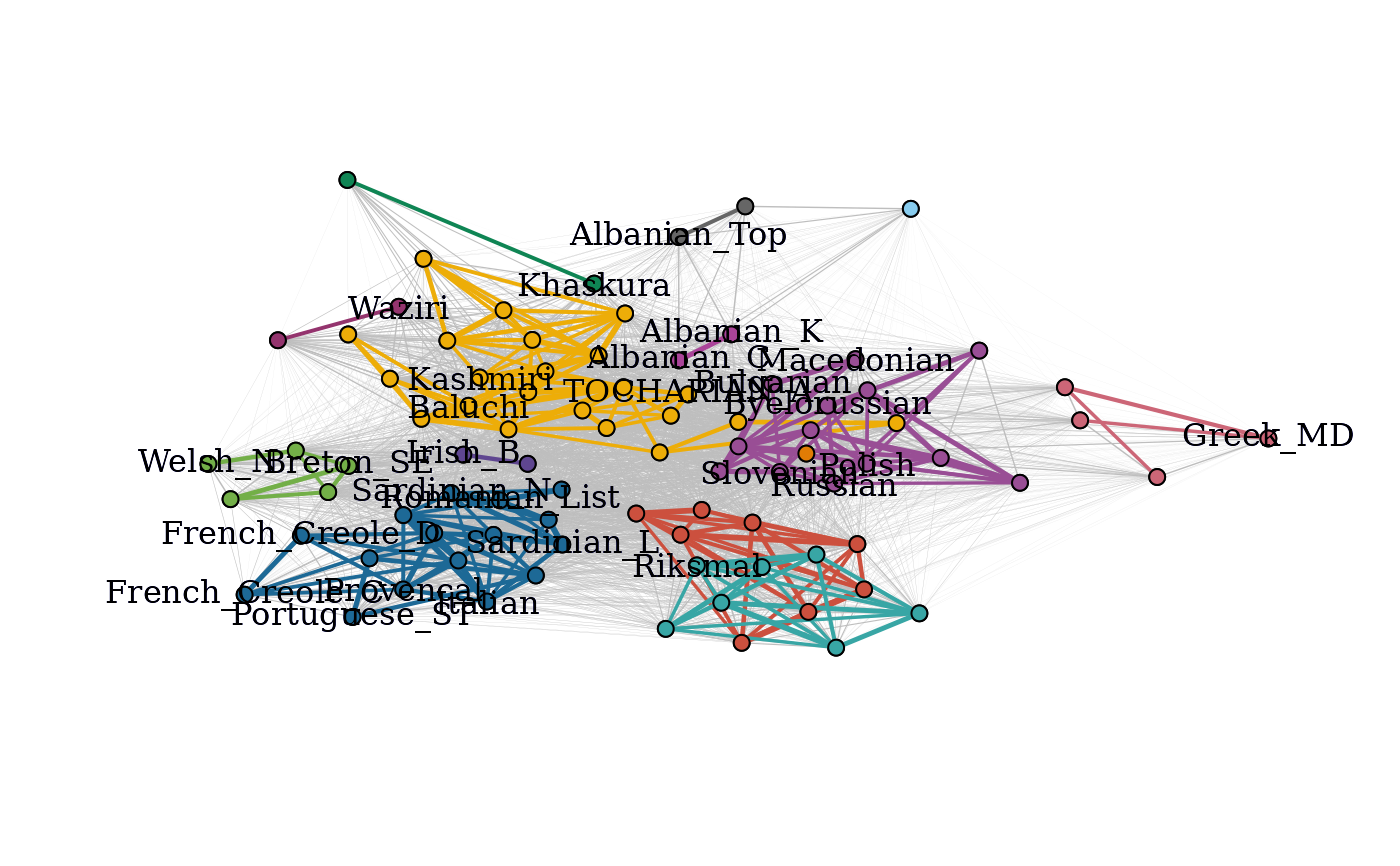 Albanian_Top
Khaskura
Waziri
Albanian_K
Albanian_G
Macedonian
Kashmiri
Bulgarian
TOCHARIAN_A
Baluchi
Byelorussian
Greek_MD
Irish_B
Welsh_N
Breton_SE
Polish
Slovenian
Russian
Sardinian_N
Romanian_List
French_Creole_D
Sardinian_L
Riksmal
French_Creole_C
Provencal
Italian
Portuguese_ST